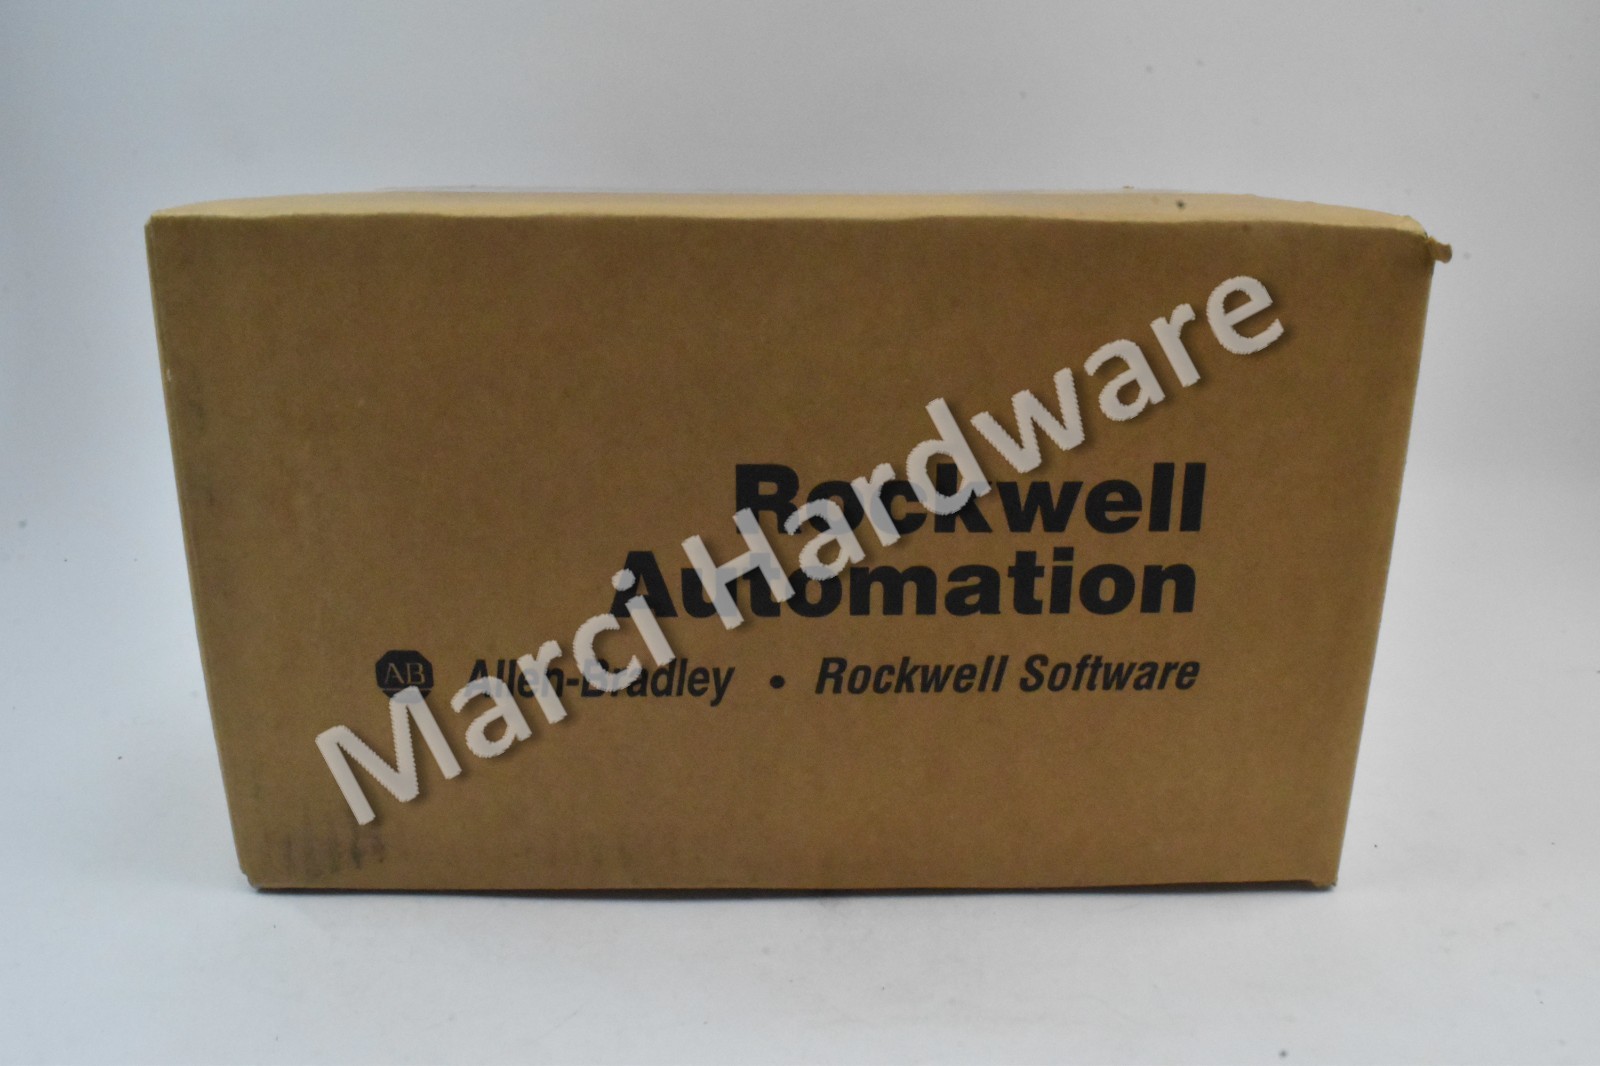 Rockwell
Automation
AB Allen-Bradley • Rockwell Software
Marci Hardware